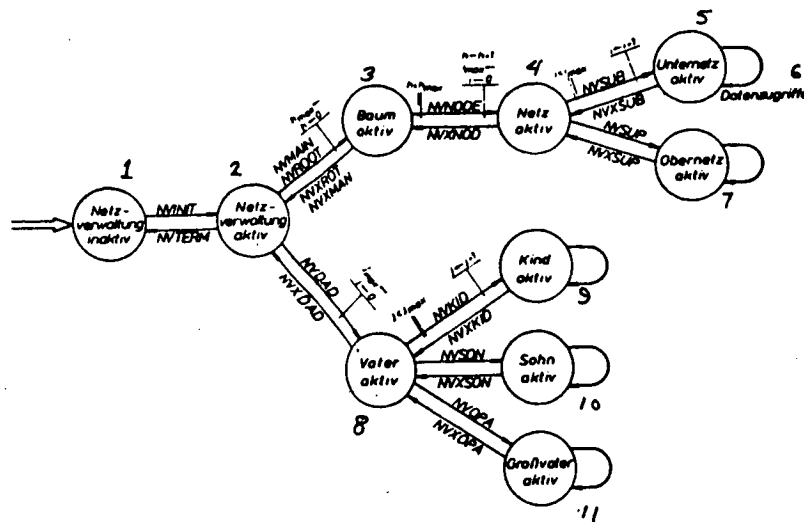 1
Netz-
verwaltung
inaktiv
NVINIT
NVTERM
2
Netz-
verwaltung
aktiv
NVMAIN
NVROOT
NVXROT
NVXMAN
3
Baum
aktiv
NVNODE
NVXNOD
4
Netz
aktiv
NVSUB
NVXSUB
5
Unternetz
aktiv
6
Datenzugriffe
NVSUP
NVXSUP
Obernetz
aktiv
7
NVDAD
NVXDAD
Vater
aktiv
8
NVKID
NVXKID
Kind
aktiv
9
NVSON
NVXSON
Sohn
aktiv
10
NVOPA
NVXOPA
Großvater
aktiv
11